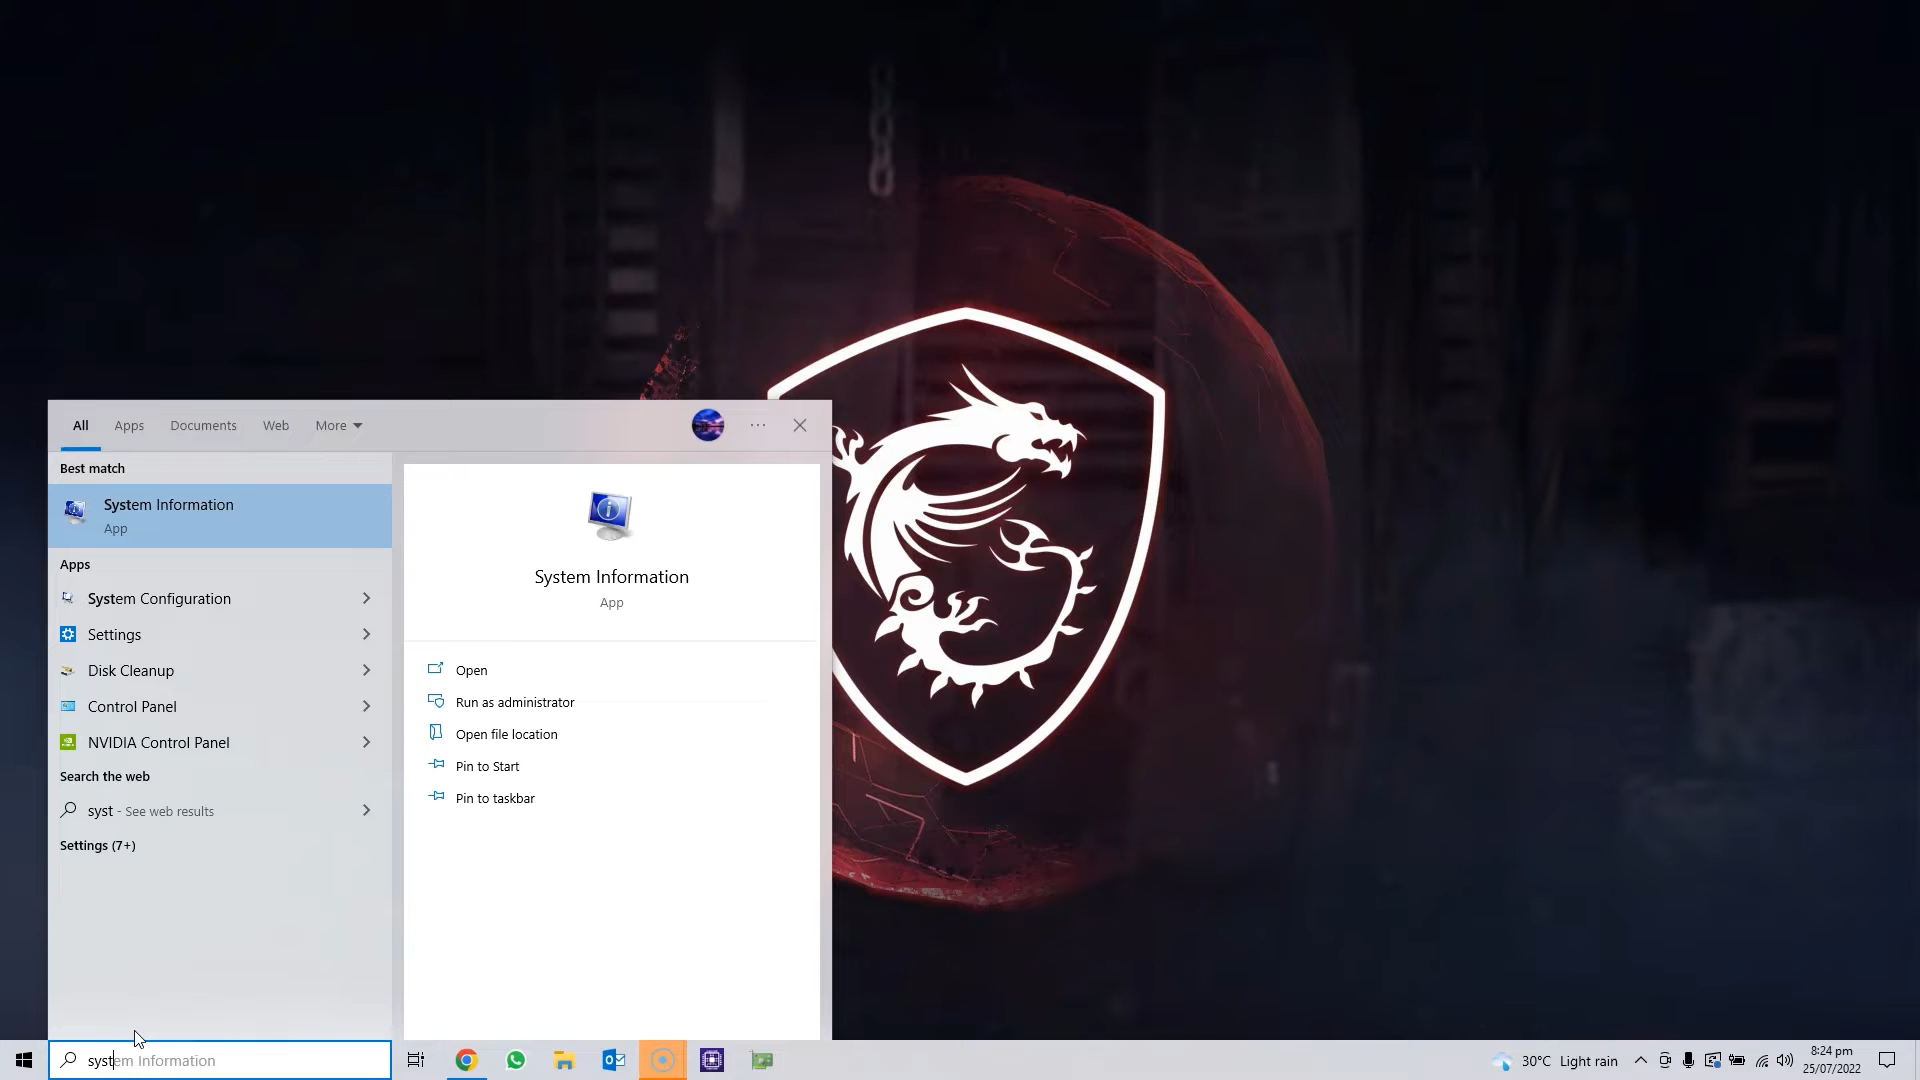 All Apps Documents Web More
Best match
System Information
App
Apps
System Configuration
Settings
Disk Cleanup
Control Panel
NVIDIA Control Panel
Search the web
syst - See web results
Settings (7+)
System Information
App
Open
Run as administrator
Open file location
Pin to Start
Pin to taskbar
system Information
30°C Light rain
8:24 pm
25/07/2022